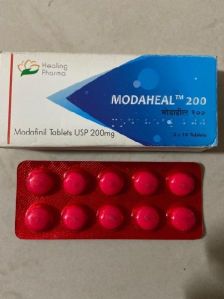 Healing
Pharma
MODAHEAL™ 200
मोडाहील २००
Modafinil Tablets USP 200mg